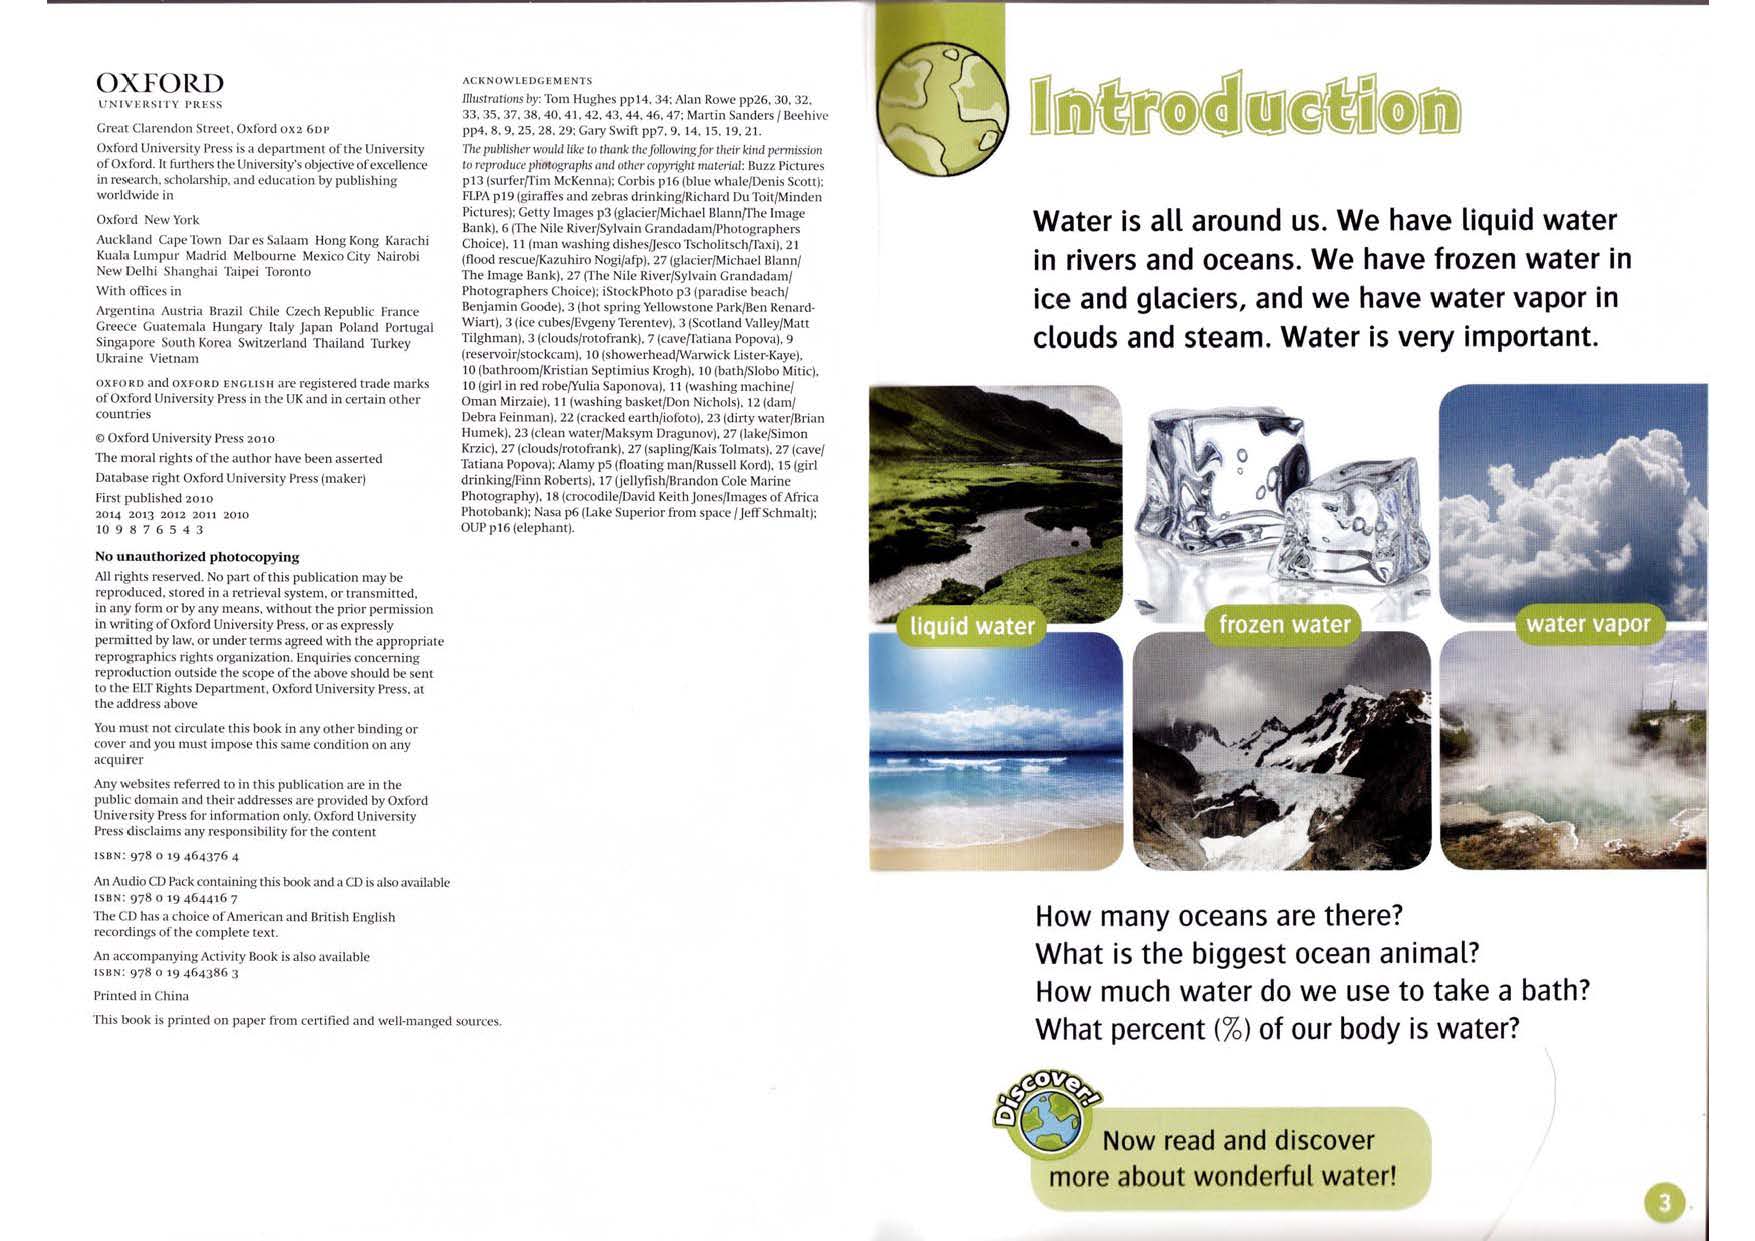 OXFORD
UNIVERSITY PRESS
Great Clarendon Street, Oxford OX2 6DP
Oxford University Press is a department of the University
of Oxford. It furthers the University's objective of excellence
in research, scholarship, and education by publishing
worldwide in
Oxford New York
Auckland Cape Town Dar es Salaam Hong Kong Karachi
Kuala Lumpur Madrid Melbourne Mexico City Nairobi
New Delhi Shanghai Taipei Toronto
With offices in
Argentina Austria Brazil Chile Czech Republic France
Greece Guatemala Hungary Italy Japan Poland Portugal
Singapore South Korea Switzerland Thailand Turkey
Ukraine Vietnam
OXFORD and OXFORD ENGLISH are registered trade marks
of Oxford University Press in the UK and in certain other
countries
© Oxford University Press 2010
The moral rights of the author have been asserted
Database right Oxford University Press (maker)
First published 2010
2014 2013 2012 2011 2010
10 9 8 7 6 5 4 3
No unauthorized photocopying
All rights reserved. No part of this publication may be
reproduced, stored in a retrieval system, or transmitted,
in any form or by any means, without the prior permission
in writing of Oxford University Press, or as expressly
permitted by law, or under terms agreed with the appropriate
reprographics rights organization. Enquiries concerning
reproduction outside the scope of the above should be sent
to the ELT Rights Department, Oxford University Press, at
the address above
You must not circulate this book in any other binding or
cover and you must impose this same condition on any
acquirer
Any websites referred to in this publication are in the
public domain and their addresses are provided by Oxford
University Press for information only. Oxford University
Press disclaims any responsibility for the content
ISBN: 978 0 19 464376 4
An Audio CD Pack containing this book and a CD is also available
ISBN: 978 0 19 464416 7
The CD has a choice of American and British English
recordings of the complete text.
An accompanying Activity Book is also available
ISBN: 978 0 19 464386 3
Printed in China
This book is printed on paper from certified and well-manged sources.
ACKNOWLEDGEMENTS
Illustrations by: Tom Hughes pp14, 34; Alan Rowe pp26, 30, 32,
33, 35, 37, 38, 40, 41, 42, 43, 44, 46, 47; Martin Sanders / Beehive
pp4, 8, 9, 25, 28, 29; Gary Swift pp7, 9, 14, 15, 19, 21.
The publisher would like to thank the following for their kind permission
to reproduce photographs and other copyright material: Buzz Pictures
p13 (surfer/Tim McKenna); Corbis p16 (blue whale/Denis Scott);
FLPA p19 (giraffes and zebras drinking/Richard Du Toit/Minden
Pictures); Getty Images p3 (glacier/Michael Blann/The Image
Bank), 6 (The Nile River/Sylvain Grandadam/Photographers
Choice), 11 (man washing dishes/Jesco Tscholitsch/Taxi), 21
(flood rescue/Kazuhiro Nogi/afp), 27 (glacier/Michael Blann/
The Image Bank), 27 (The Nile River/Sylvain Grandadam/
Photographers Choice); iStockPhoto p3 (paradise beach/
Benjamin Goode), 3 (hot spring Yellowstone Park/Ben Renard-
Wiart), 3 (ice cubes/Evgeny Terentev), 3 (Scotland Valley/Matt
Tilghman), 3 (clouds/rotofrank), 7 (cave/Tatiana Popova), 9
(reservoir/stockcam), 10 (showerhead/Warwick Lister-Kaye),
10 (bathroom/Kristian Septimius Krogh), 10 (bath/Slobo Mitic),
10 (girl in red robe/Yulia Saponova), 11 (washing machine/
Oman Mirzaie), 11 (washing basket/Don Nichols), 12 (dam/
Debra Feinman), 22 (cracked earth/iofoto), 23 (dirty water/Brian
Humek), 23 (clean water/Maksym Dragunov), 27 (lake/Simon
Krzic), 27 (clouds/rotofrank), 27 (sapling/Kais Tolmats), 27 (cave/
Tatiana Popova); Alamy p5 (floating man/Russell Kord), 15 (girl
drinking/Finn Roberts), 17 (jellyfish/Brandon Cole Marine
Photography), 18 (crocodile/David Keith Jones/Images of Africa
Photobank); Nasa p6 (Lake Superior from space / Jeff Schmalt);
OUP p16 (elephant).
Introduction
Water is all around us. We have liquid water
in rivers and oceans. We have frozen water in
ice and glaciers, and we have water vapor in
clouds and steam. Water is very important.
liquid water
frozen water
water vapor
How many oceans are there?
What is the biggest ocean animal?
How much water do we use to take a bath?
What percent (%) of our body is water?
Discover!
Now read and discover
more about wonderful water!
3